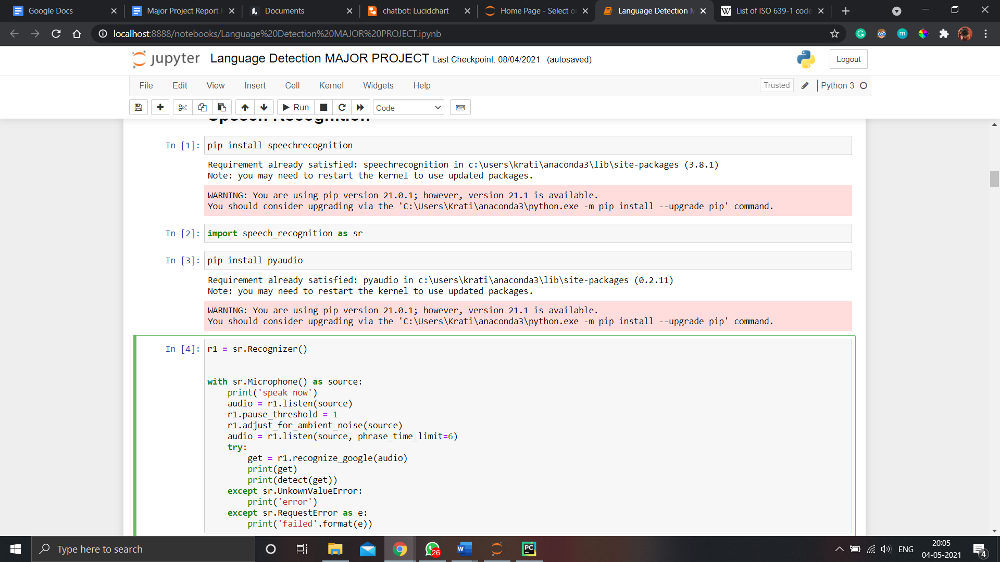 Google Docs
Major Project Report
Documents
chatbot: Lucidchart
Home Page - Select o
Language Detection M
List of ISO 639-1 code
localhost:8888/notebooks/Language%20Detection%20MAJOR%20PROJECT.ipynb
jupyter Language Detection MAJOR PROJECT Last Checkpoint: 08/04/2021 (autosaved)
Logout
File Edit View Insert Cell Kernel Widgets Help
Trusted
Python 3
Run
Code
Speech Recognition
In [1]: pip install speechrecognition
Requirement already satisfied: speechrecognition in c:\users\krati\anaconda3\lib\site-packages (3.8.1)
Note: you may need to restart the kernel to use updated packages.
WARNING: You are using pip version 21.0.1; however, version 21.1 is available.
You should consider upgrading via the 'C:\Users\Krati\anaconda3\python.exe -m pip install --upgrade pip' command.
In [2]: import speech_recognition as sr
In [3]: pip install pyaudio
Requirement already satisfied: pyaudio in c:\users\krati\anaconda3\lib\site-packages (0.2.11)
Note: you may need to restart the kernel to use updated packages.
WARNING: You are using pip version 21.0.1; however, version 21.1 is available.
You should consider upgrading via the 'C:\Users\Krati\anaconda3\python.exe -m pip install --upgrade pip' command.
In [4]: r1 = sr.Recognizer()
with sr.Microphone() as source:
    print('speak now')
    audio = r1.listen(source)
    r1.pause_threshold = 1
    r1.adjust_for_ambient_noise(source)
    audio = r1.listen(source, phrase_time_limit=6)
    try:
        get = r1.recognize_google(audio)
        print(get)
        print(detect(get))
    except sr.UnkownValueError:
        print('error')
    except sr.RequestError as e:
        print('failed'.format(e))
Type here to search
26
ENG
20:05
04-05-2021
4